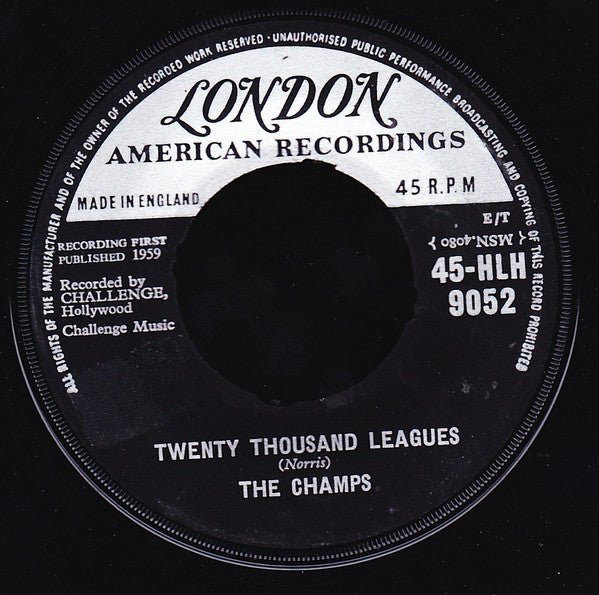 ALL RIGHTS OF THE MANUFACTURER AND OF THE OWNER OF THE RECORDED WORK RESERVED · UNAUTHORISED PUBLIC PERFORMANCE BROADCASTING AND COPYING OF THIS RECORD PROHIBITED
LONDON
AMERICAN RECORDINGS
MADE IN ENGLAND
45 R.P.M
E/T
RECORDING FIRST
PUBLISHED 1959
{ MSN.4080 }
45-HLH
9052
Recorded by
CHALLENGE,
Hollywood
Challenge Music
TWENTY THOUSAND LEAGUES
(Norris)
THE CHAMPS